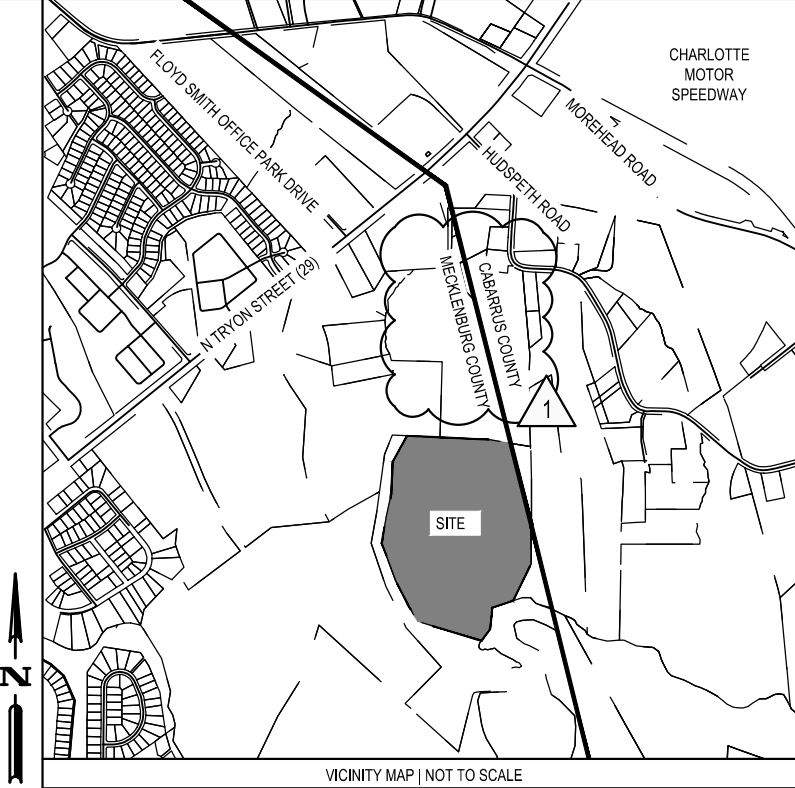 CHARLOTTE
MOTOR
SPEEDWAY
FLOYD SMITH OFFICE PARK DRIVE
MOREHEAD ROAD
HUDSPETH ROAD
N TRYON STREET (29)
MECKLENBURG COUNTY
CABARRUS COUNTY
1
SITE
N
VICINITY MAP | NOT TO SCALE